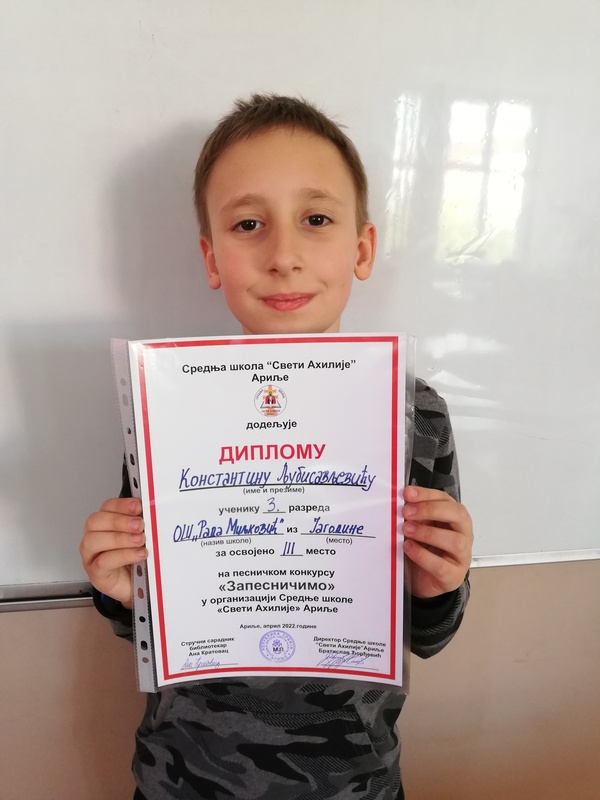 Средња школа “Свети Ахилије”
Ариље
додељује
ДИПЛОМУ
Константину Љубисављевићу
(име и презиме)
ученику 3. разреда
ОШ „Рада Миљковић“ из Јагодине
(назив школе) (место)
за освојено III место
на песничком конкурсу
«Запесничимо»
у организацији Средње школе
«Свети Ахилије» Ариље
Ариље, април 2022.године
Стручни сарадник
библиотекар
Ана Кратовац
М.П.
Директор Средње школе
“Свети Ахилије”Ариље
Братислав Ђорђевић